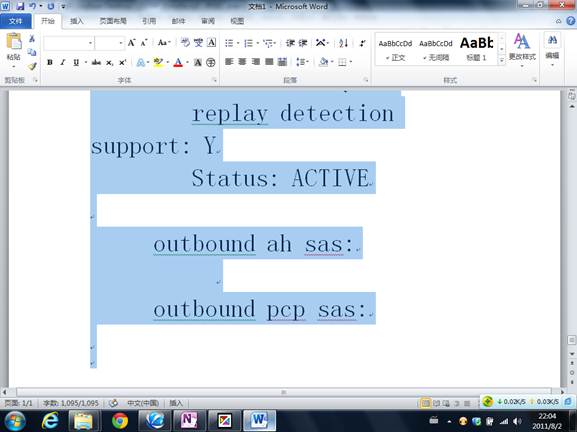 文档1 - Microsoft Word
文件 开始 插入 页面布局 引用 邮件 审阅 视图
粘贴
剪贴板
字体
段落
AaBbCcDd AaBbCcDd AaBb
正文 无间隔 标题 1
更改样式 编辑
样式
replay detection
support: Y
Status: ACTIVE
outbound ah sas:
outbound pcp sas:
页面: 1/1 字数: 1,095/1,095 中文(中国) 插入
0.02K/S 0.03K/S
22:04
2011/8/2